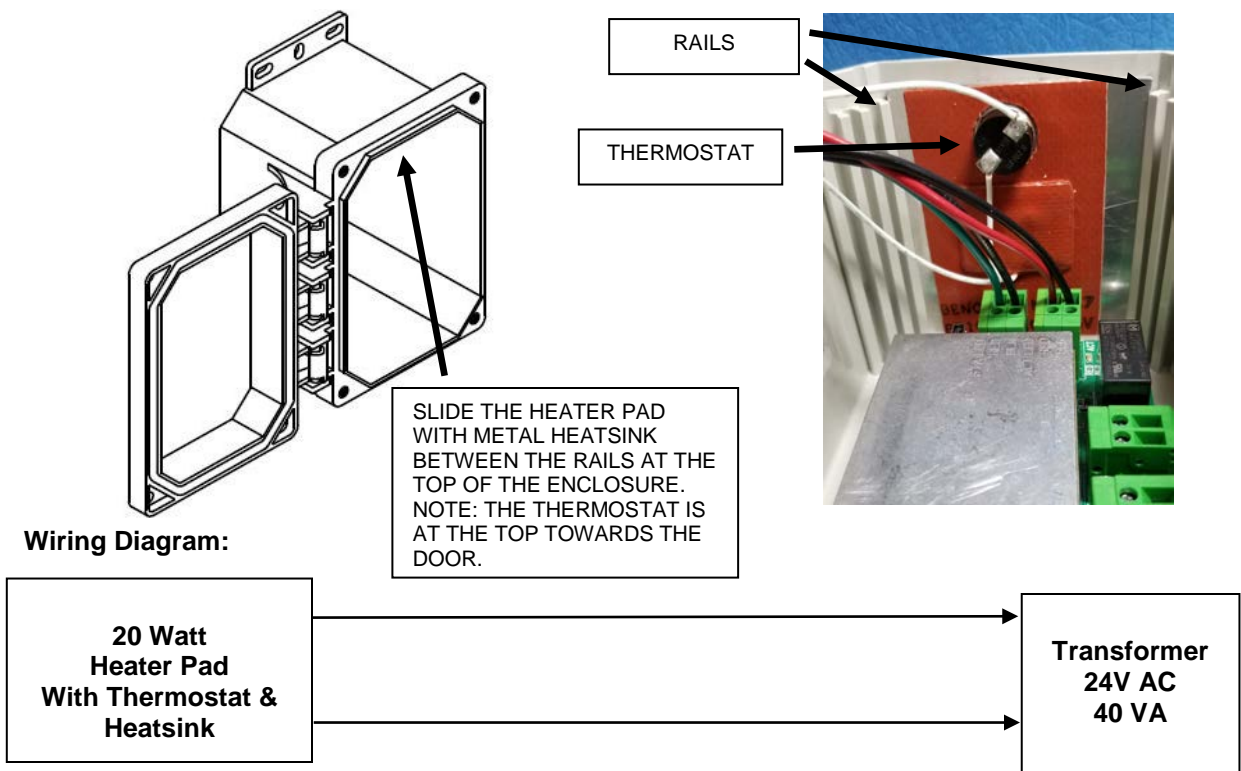 RAILS
THERMOSTAT
SLIDE THE HEATER PAD
WITH METAL HEATSINK
BETWEEN THE RAILS AT THE
TOP OF THE ENCLOSURE.
NOTE: THE THERMOSTAT IS
AT THE TOP TOWARDS THE
DOOR.
Wiring Diagram:
20 Watt
Heater Pad
With Thermostat &
Heatsink
Transformer
24V AC
40 VA